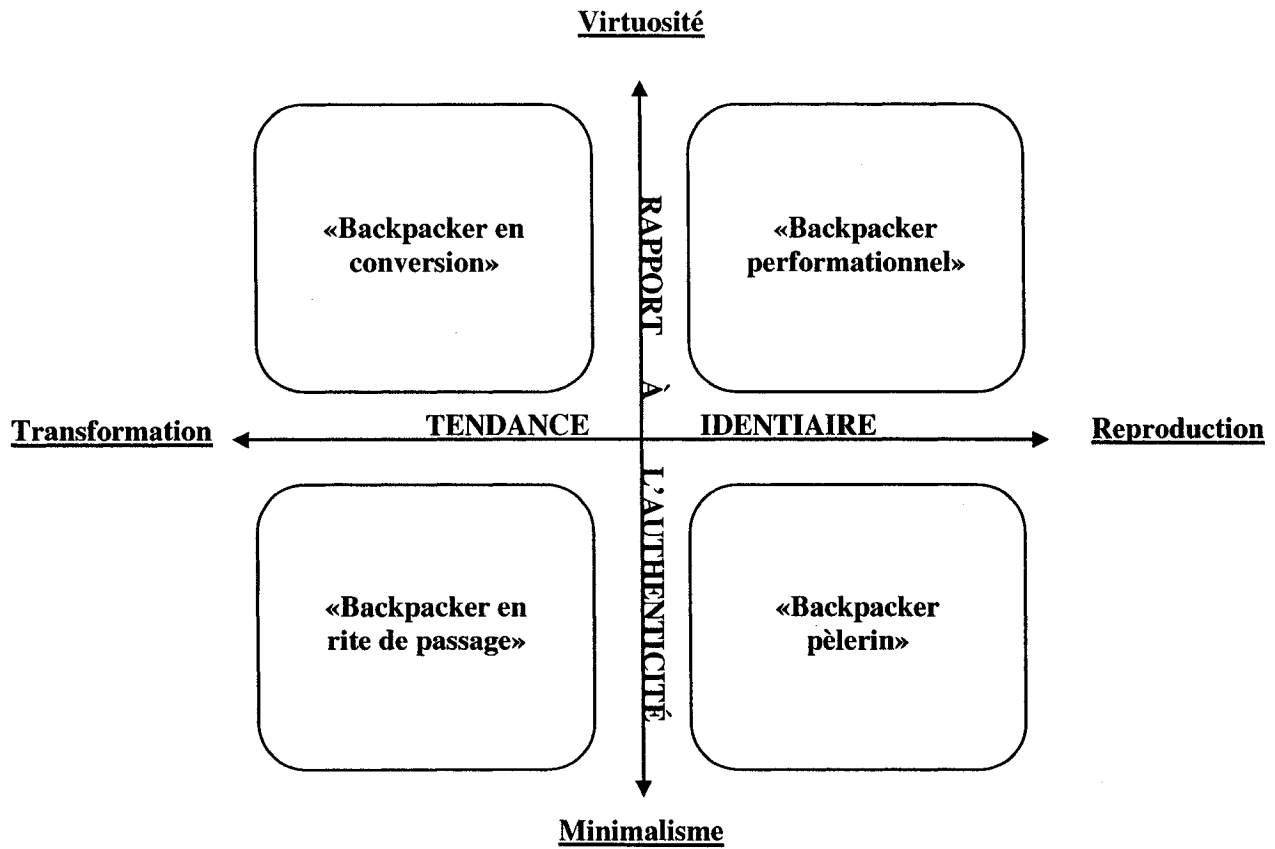 Virtuosité
«Backpacker en
conversion»
«Backpacker
performationnel»
RAPPORT À L'AUTHENTICITÉ
Transformation
TENDANCE IDENTIAIRE
Reproduction
«Backpacker en
rite de passage»
«Backpacker
pèlerin»
Minimalisme